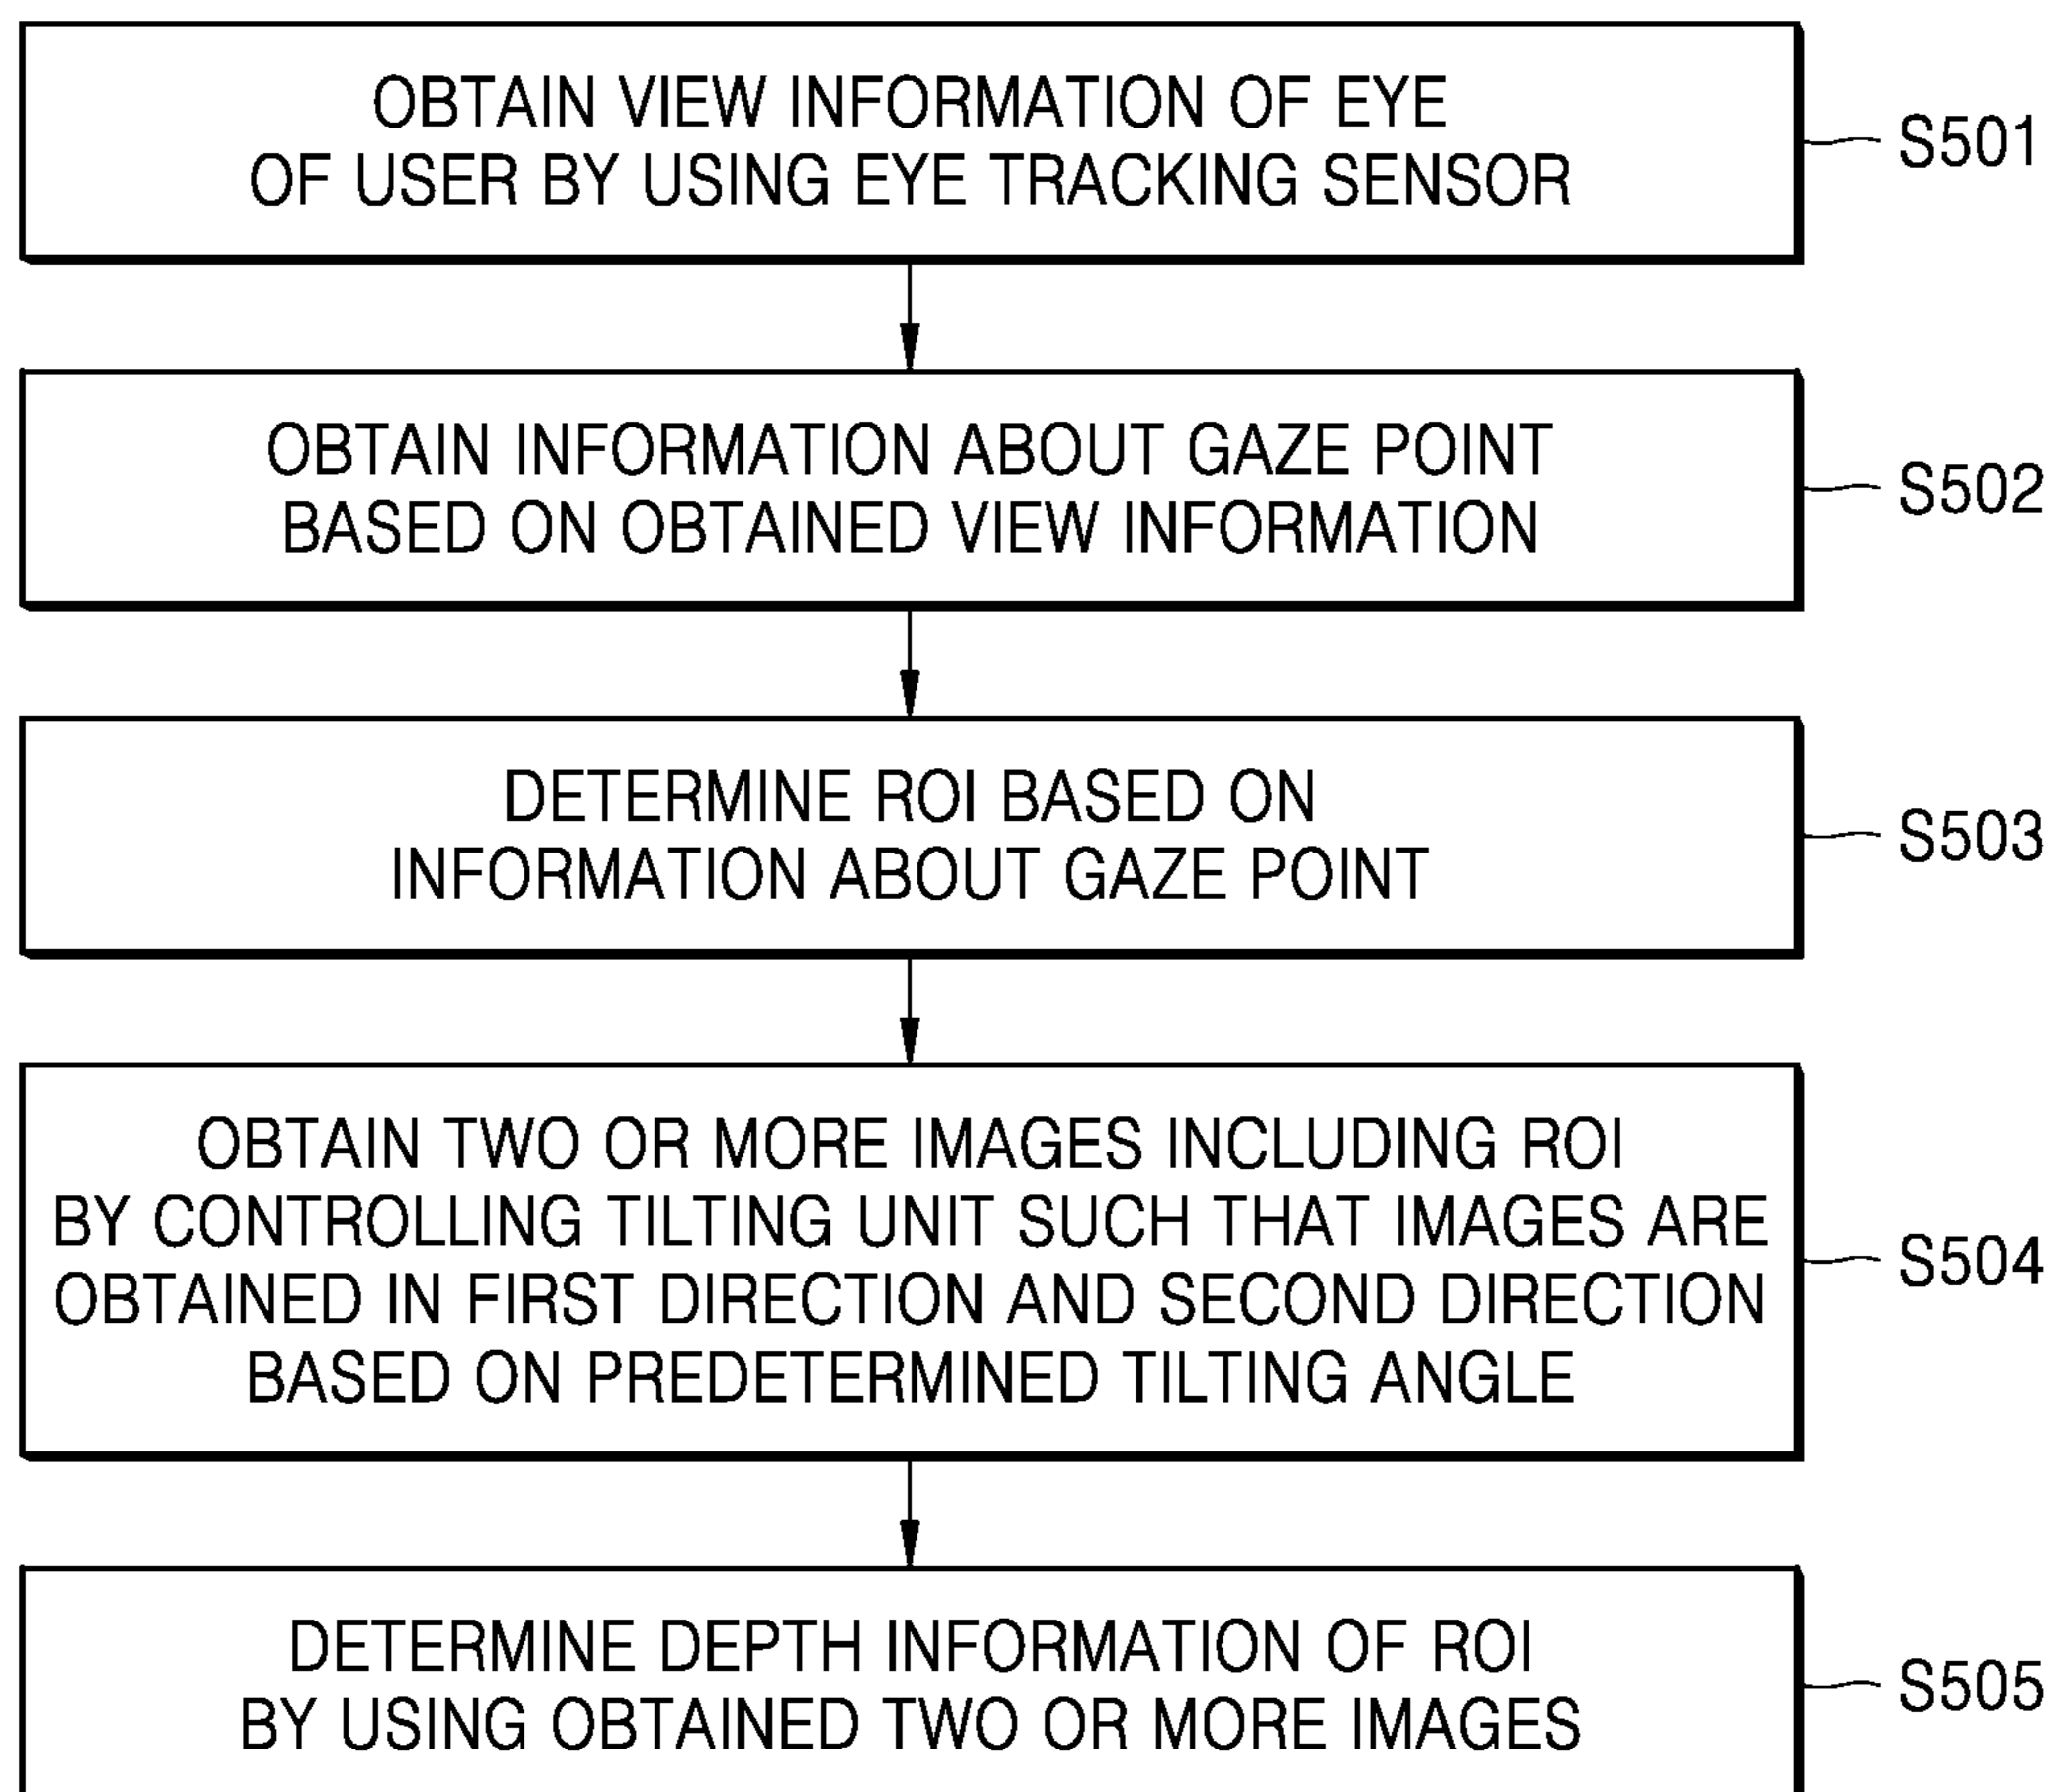 OBTAIN VIEW INFORMATION OF EYE
OF USER BY USING EYE TRACKING SENSOR
S501
OBTAIN INFORMATION ABOUT GAZE POINT
BASED ON OBTAINED VIEW INFORMATION
S502
DETERMINE ROI BASED ON
INFORMATION ABOUT GAZE POINT
S503
OBTAIN TWO OR MORE IMAGES INCLUDING ROI
BY CONTROLLING TILTING UNIT SUCH THAT IMAGES ARE
OBTAINED IN FIRST DIRECTION AND SECOND DIRECTION
BASED ON PREDETERMINED TILTING ANGLE
S504
DETERMINE DEPTH INFORMATION OF ROI
BY USING OBTAINED TWO OR MORE IMAGES
S505